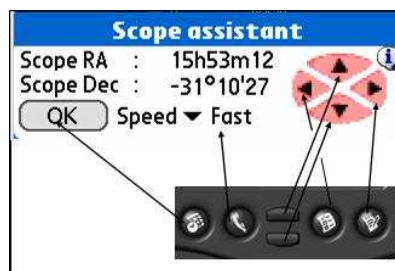 Scope assistant
Scope RA : 15h53m12
Scope Dec : -31°10'27
OK Speed Fast